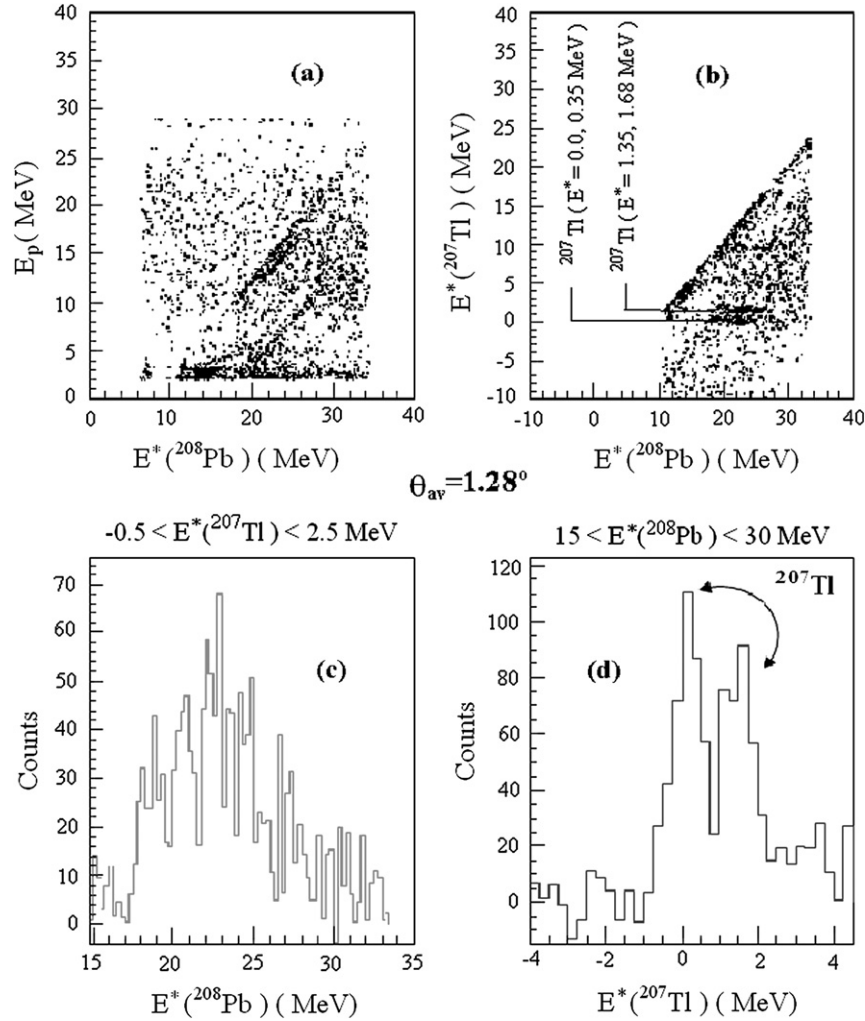 (a)
40
30
20
10
0
15
5
25
35
E_p( MeV)
0 10 20 30 40
E*(²⁰⁸Pb) ( MeV)
(b)
40
35
30
25
20
15
10
5
0
-5
-10
E*(²⁰⁷Tl) ( MeV)
²⁰⁷Tl ( E*= 0.0, 0.35 MeV)
²⁰⁷Tl ( E*= 1.35, 1.68 MeV)
-10 0 10 20 30 40
E*(²⁰⁸Pb) ( MeV)
θ_av=1.28°
-0.5 < E*(²⁰⁷Tl) < 2.5 MeV
(c)
70
60
50
40
30
20
10
0
Counts
15 20 25 30 35
E*(²⁰⁸Pb) ( MeV)
15 < E*(²⁰⁸Pb) < 30 MeV
²⁰⁷Tl
(d)
120
100
80
60
40
20
0
Counts
-4 -2 0 2 4
E*(²⁰⁷Tl) ( MeV)